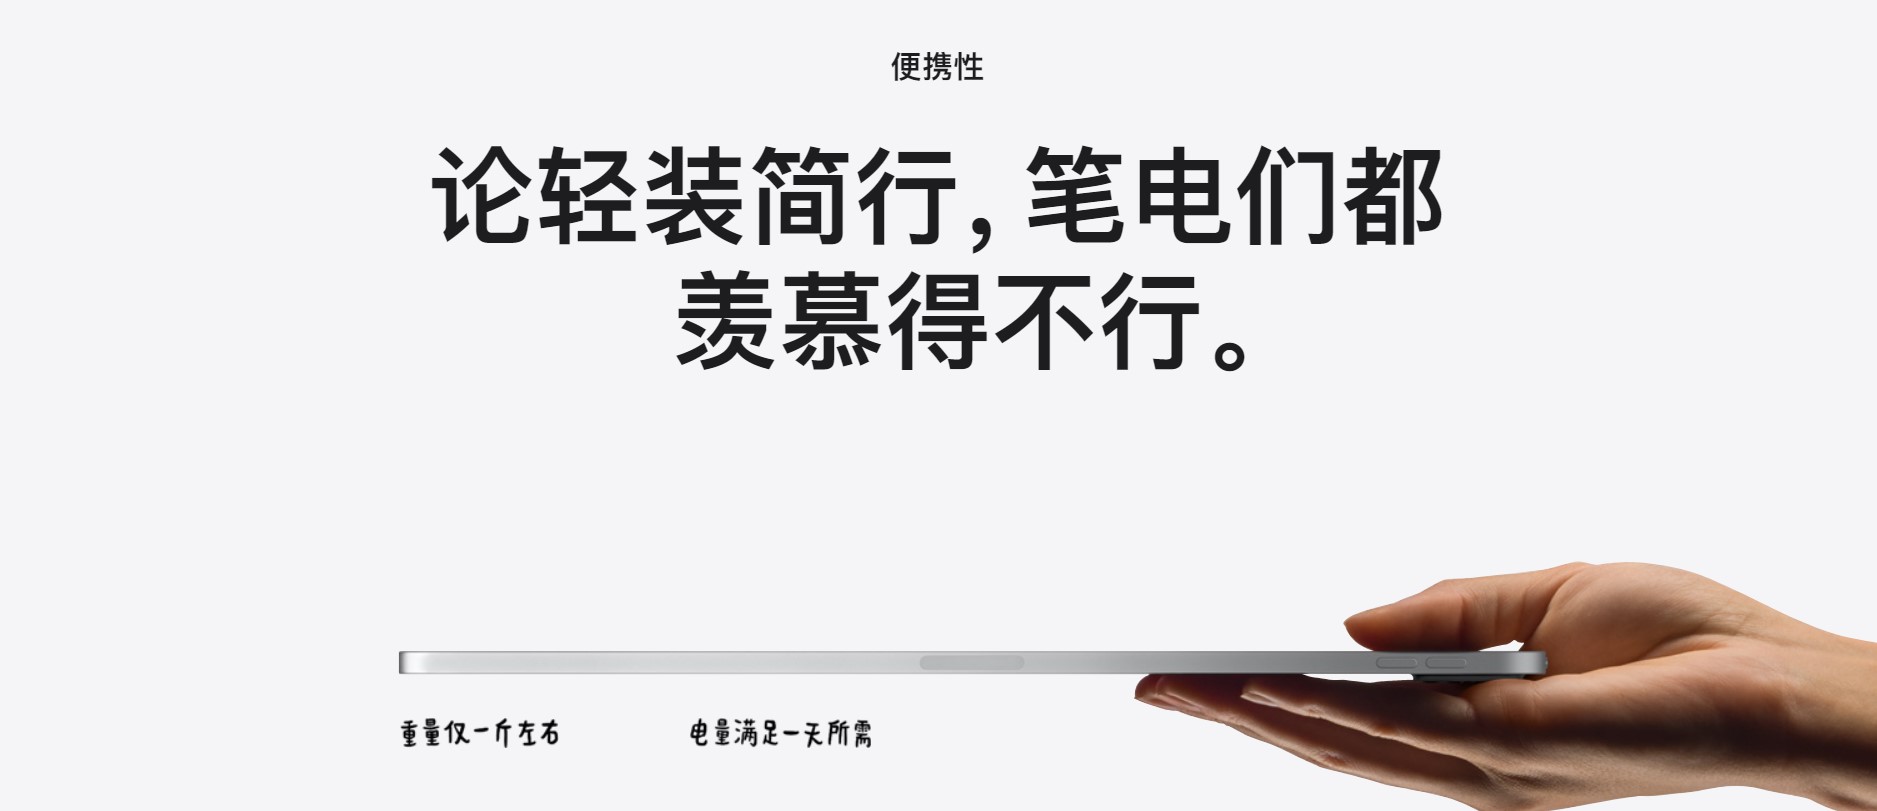 便携性
论轻装简行，笔电们都
羡慕得不行。
重量仅一斤左右
电量满足一天所需